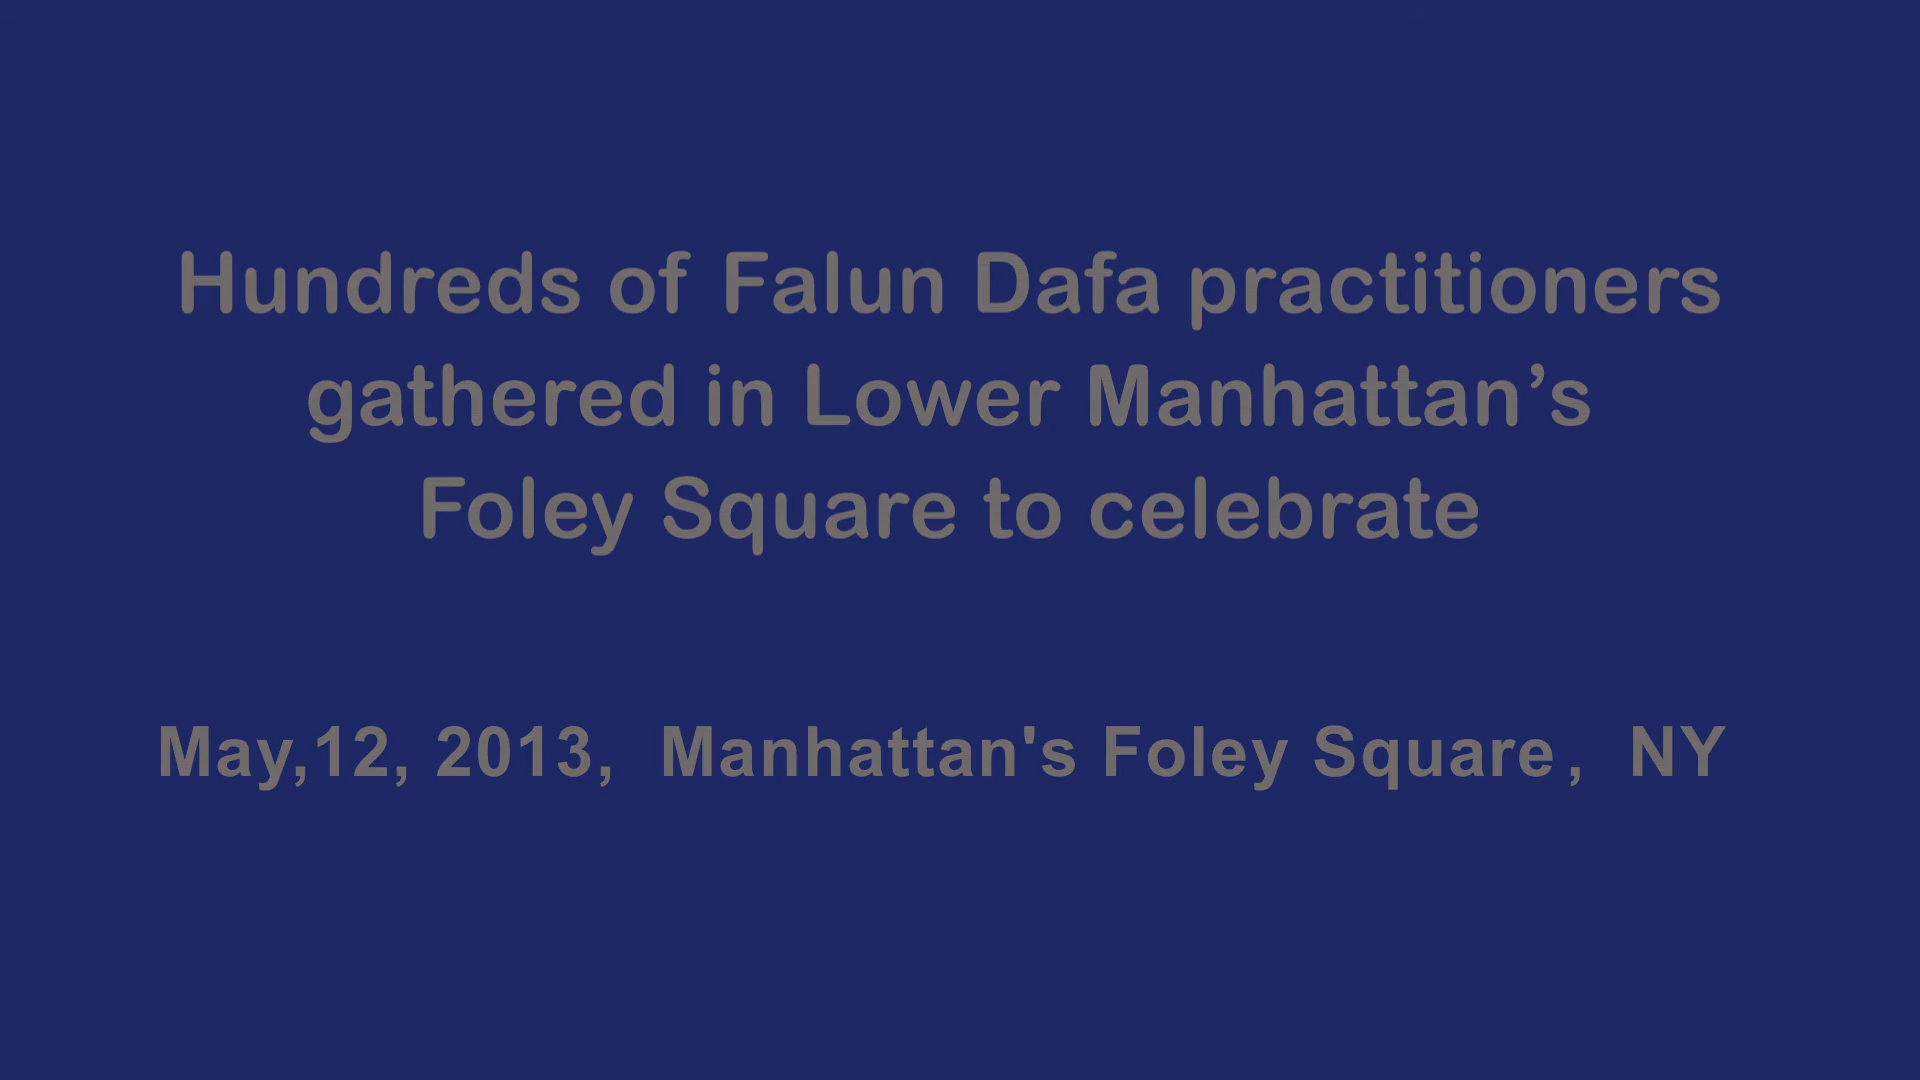 Hundreds of Falun Dafa practitioners
gathered in Lower Manhattan’s
Foley Square to celebrate
May,12, 2013, Manhattan's Foley Square, NY